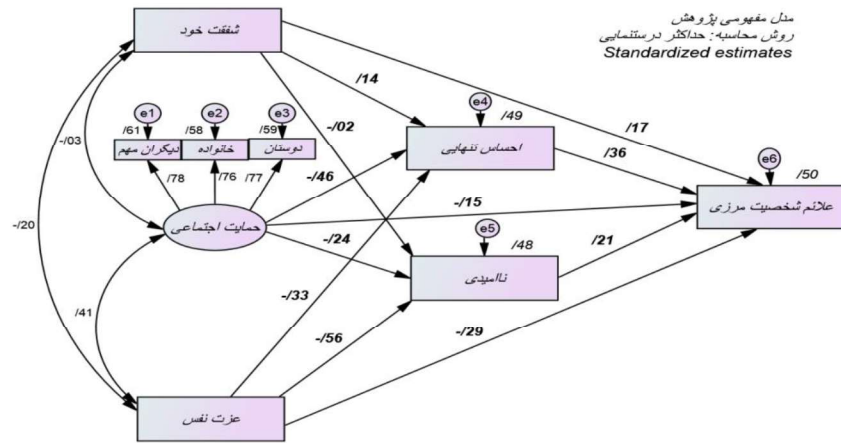 مدل مفهومی پژوهش
روش محاسبه: حداکثر درستنمایی
Standardized estimates
شفقت خود
/14
-/02
/17
-/03
-/20
e1
e2
e3
/61
/58
/59
دیگران مهم
خانواده
دوستان
/78
/76
/77
e4
/49
احساس تنهایی
/36
-/46
-/15
e6
/50
علائم شخصیت مرزی
حمایت اجتماعی
-/24
e5
/48
ناامیدی
/21
-/33
/41
-/56
-/29
عزت نفس